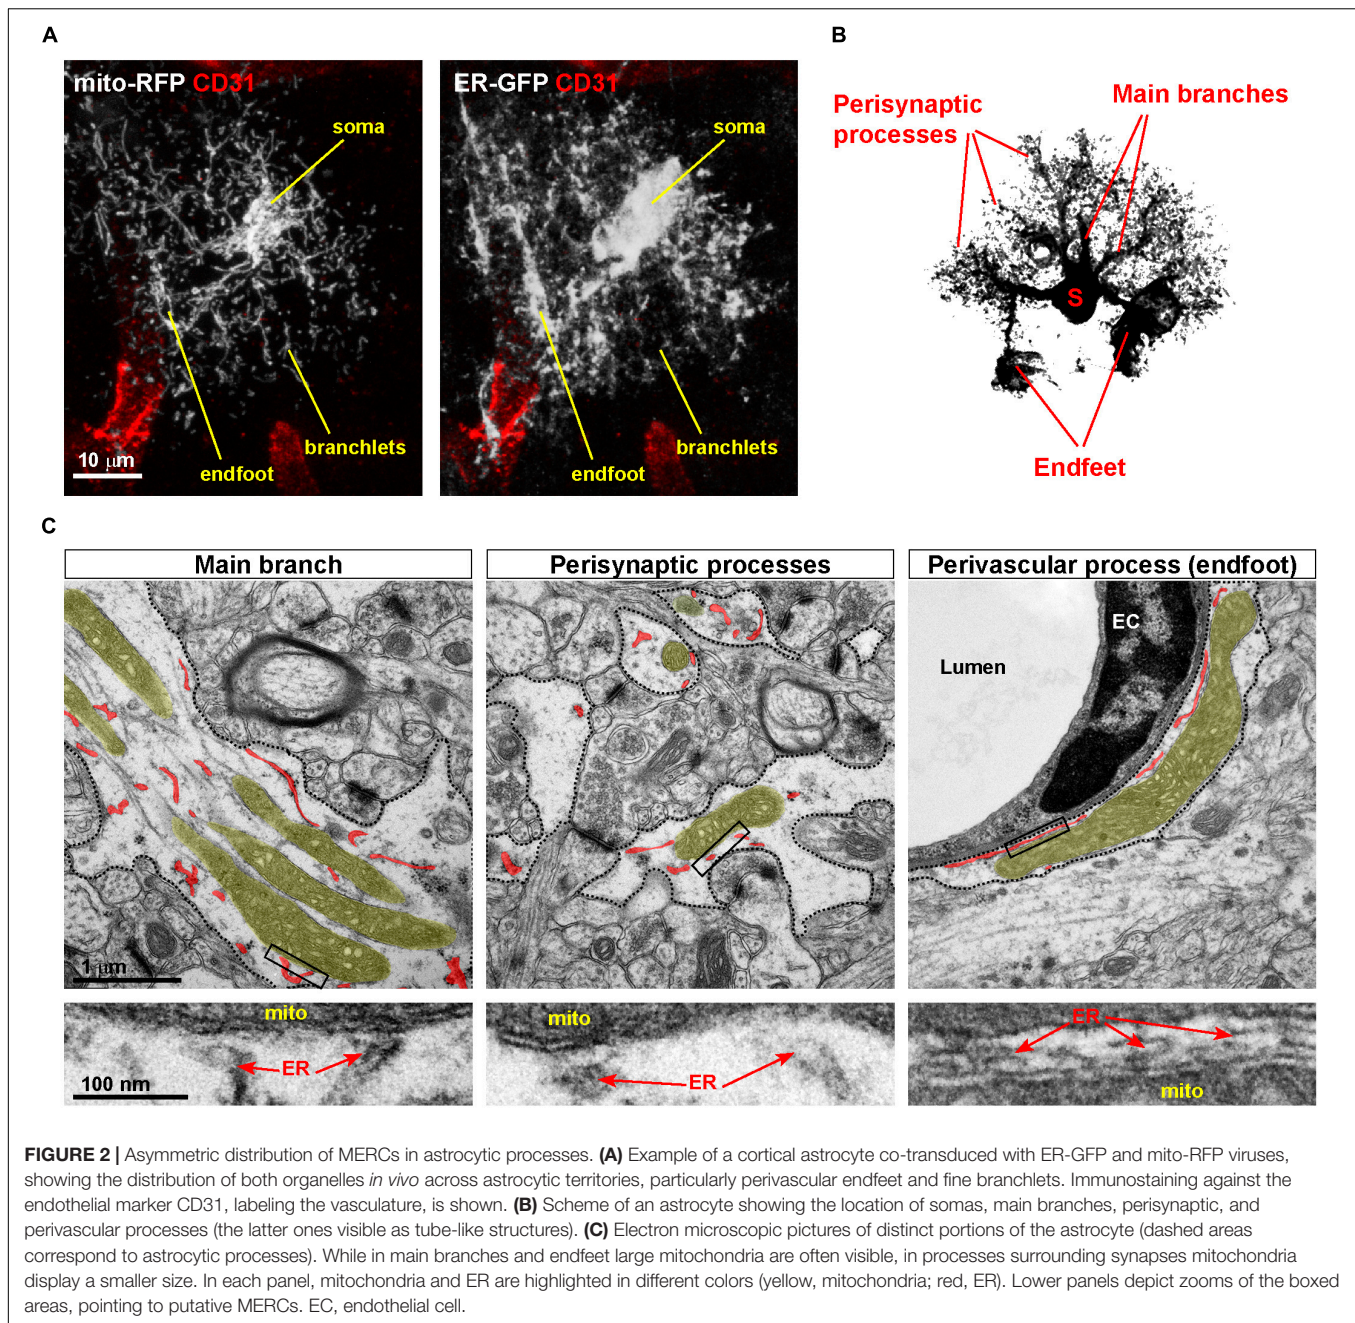 A
B
mito-RFP CD31
ER-GFP CD31
soma
soma
Perisynaptic
processes
Main branches
S
branchlets
branchlets
endfoot
endfoot
10 µm
Endfeet
C
Main branch
Perisynaptic processes
Perivascular process (endfoot)
EC
Lumen
1 µm
mito
ER
100 nm
mito
ER
ER
mito
FIGURE 2 | Asymmetric distribution of MERCs in astrocytic processes. (A) Example of a cortical astrocyte co-transduced with ER-GFP and mito-RFP viruses,
showing the distribution of both organelles in vivo across astrocytic territories, particularly perivascular endfeet and fine branchlets. Immunostaining against the
endothelial marker CD31, labeling the vasculature, is shown. (B) Scheme of an astrocyte showing the location of somas, main branches, perisynaptic, and
perivascular processes (the latter ones visible as tube-like structures). (C) Electron microscopic pictures of distinct portions of the astrocyte (dashed areas
correspond to astrocytic processes). While in main branches and endfeet large mitochondria are often visible, in processes surrounding synapses mitochondria
display a smaller size. In each panel, mitochondria and ER are highlighted in different colors (yellow, mitochondria; red, ER). Lower panels depict zooms of the boxed
areas, pointing to putative MERCs. EC, endothelial cell.